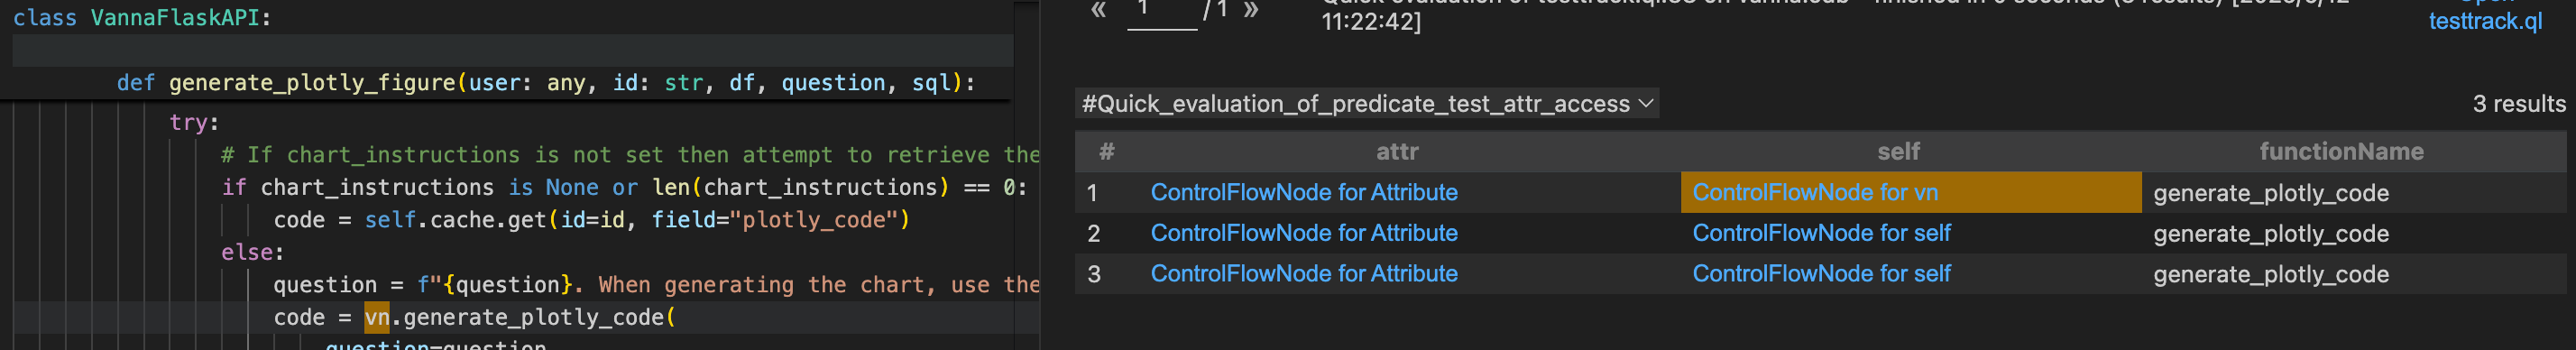 class VannaFlaskAPI:
def generate_plotly_figure(user: any, id: str, df, question, sql):
try:
# If chart_instructions is not set then attempt to retrieve the
if chart_instructions is None or len(chart_instructions) == 0:
code = self.cache.get(id=id, field="plotly_code")
else:
question = f"{question}. When generating the chart, use the
code = vn.generate_plotly_code(
question=question
« 1 / 1 »
11:22:42]
Open
testtrack.ql
#Quick_evaluation_of_predicate_test_attr_access
3 results
# attr self functionName
1 ControlFlowNode for Attribute ControlFlowNode for vn generate_plotly_code
2 ControlFlowNode for Attribute ControlFlowNode for self generate_plotly_code
3 ControlFlowNode for Attribute ControlFlowNode for self generate_plotly_code